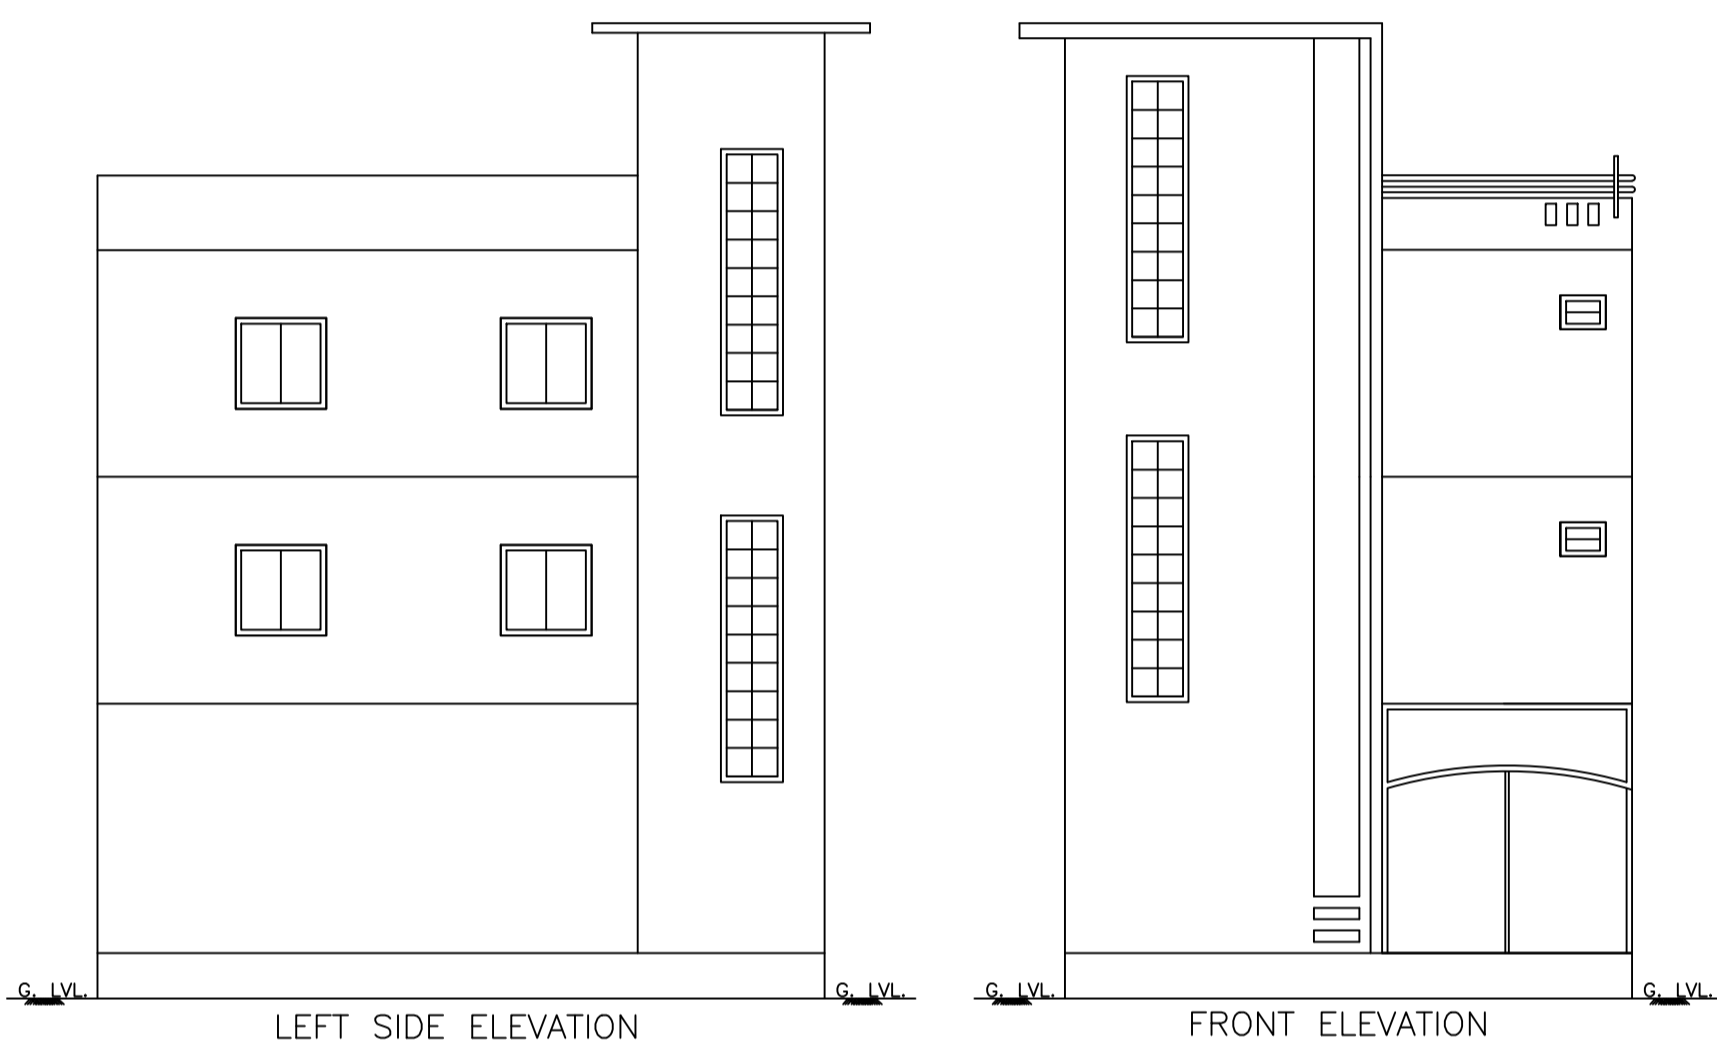 G. LVL.
G. LVL.
LEFT SIDE ELEVATION
G. LVL.
G. LVL.
FRONT ELEVATION